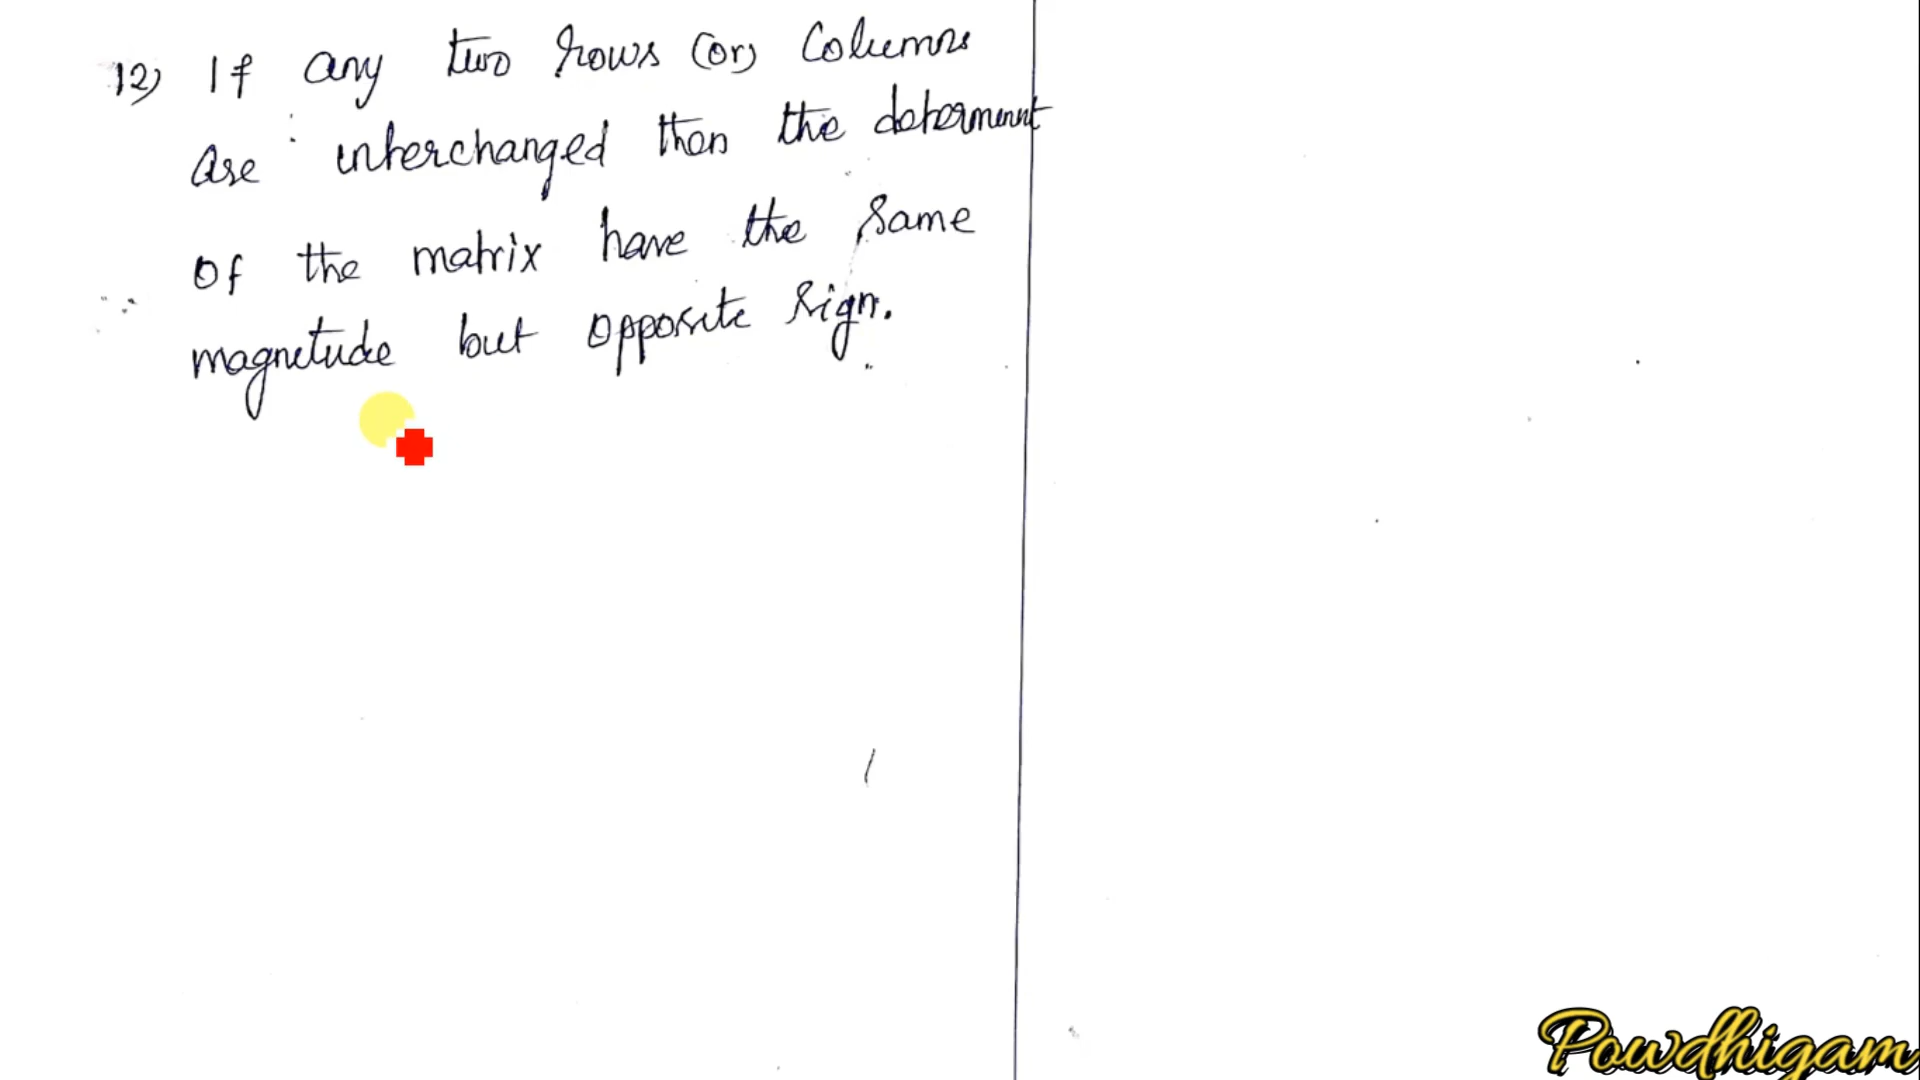 12) If any two rows (or) Columns
are interchanged then the determinant
of the matrix have the same
magnetude but opposite sign.
Powdhigam